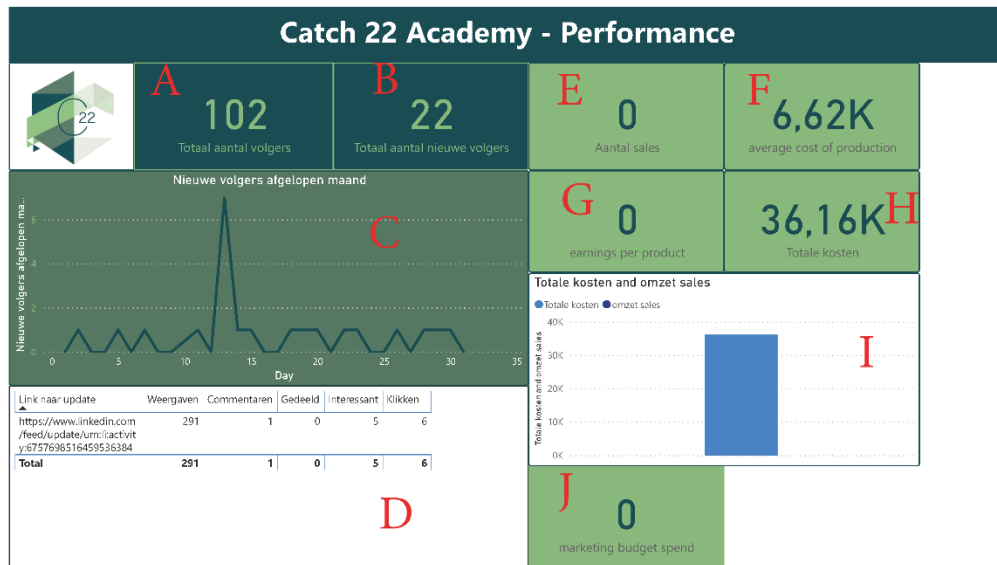 Catch 22 Academy - Performance
C 22
A
102
Totaal aantal volgers
B
22
Totaal aantal nieuwe volgers
E
0
Aantal sales
F
6,62K
average cost of production
G
0
earnings per product
H
36,16K
Totale kosten
Nieuwe volgers afgelopen maand
C
Nieuwe volgers afgelopen ma...
6
4
2
0
0 5 10 15 20 25 30 35
Day
Totale kosten and omzet sales
Totale kosten omzet sales
I
Totale kosten and omzet sales
40K
30K
20K
10K
0K
Link naar update Weergaven Commentaren Gedeeld Interessant Klikken
https://www.linkedin.com 291 1 0 5 6
/feed/update/urn:li:activit
y:6757698516459536384
Total 291 1 0 5 6
D
J
0
marketing budget spend